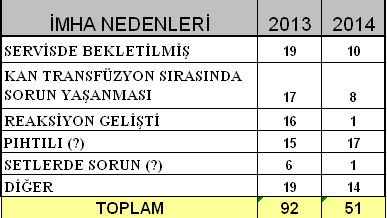 İMHA NEDENLERİ 2013 2014
SERVİSDE BEKLETİLMİŞ 19 10
KAN TRANSFÜZYON SIRASINDA
SORUN YAŞANMASI 17 8
REAKSİYON GELİŞTİ 16 1
PIHTILI (?) 15 17
SETLERDE SORUN (?) 6 1
DİĞER 19 14
TOPLAM 92 51